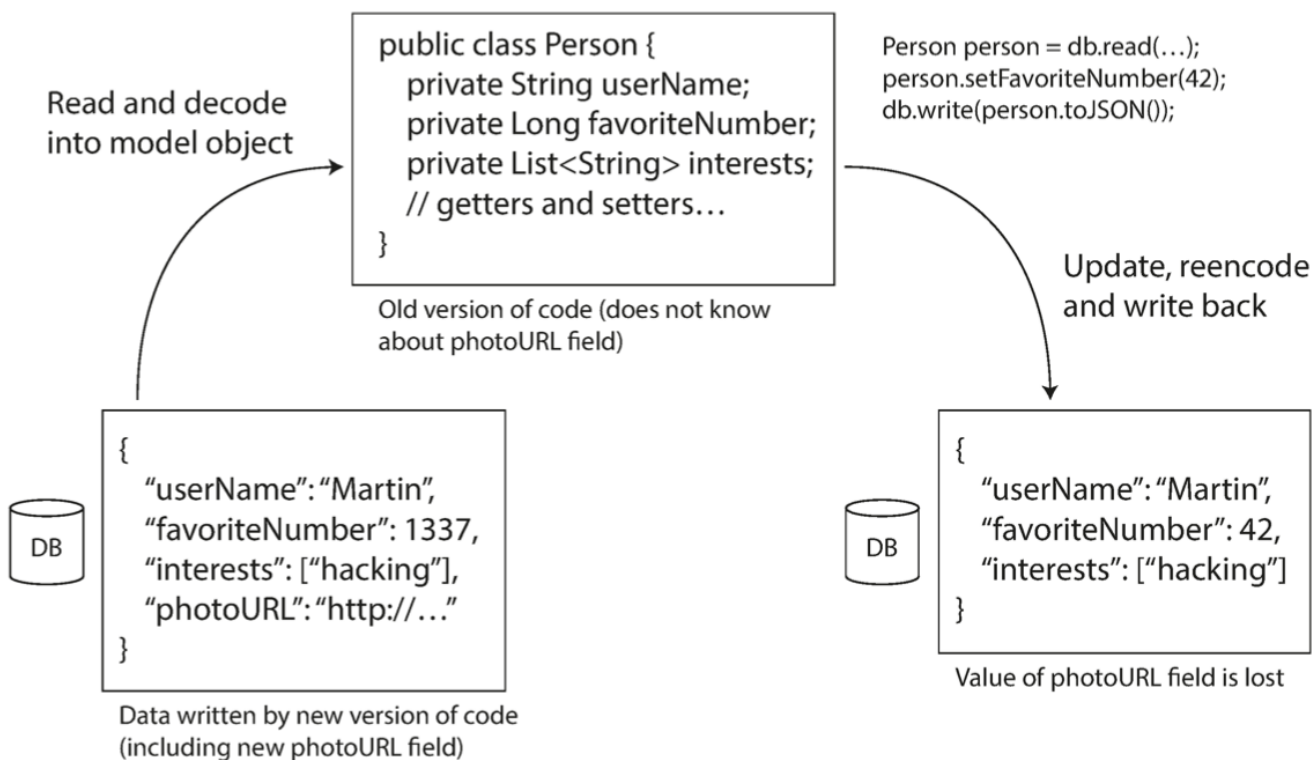 Read and decode
into model object
public class Person {
private String userName;
private Long favoriteNumber;
private List<String> interests;
// getters and setters…
}
Old version of code (does not know
about photoURL field)
Person person = db.read(…);
person.setFavoriteNumber(42);
db.write(person.toJSON());
Update, reencode
and write back
DB
{
“userName”: “Martin”,
“favoriteNumber”: 1337,
“interests”: [“hacking”],
“photoURL”: “http://…”
}
Data written by new version of code
(including new photoURL field)
DB
{
“userName”: “Martin”,
“favoriteNumber”: 42,
“interests”: [“hacking”]
}
Value of photoURL field is lost